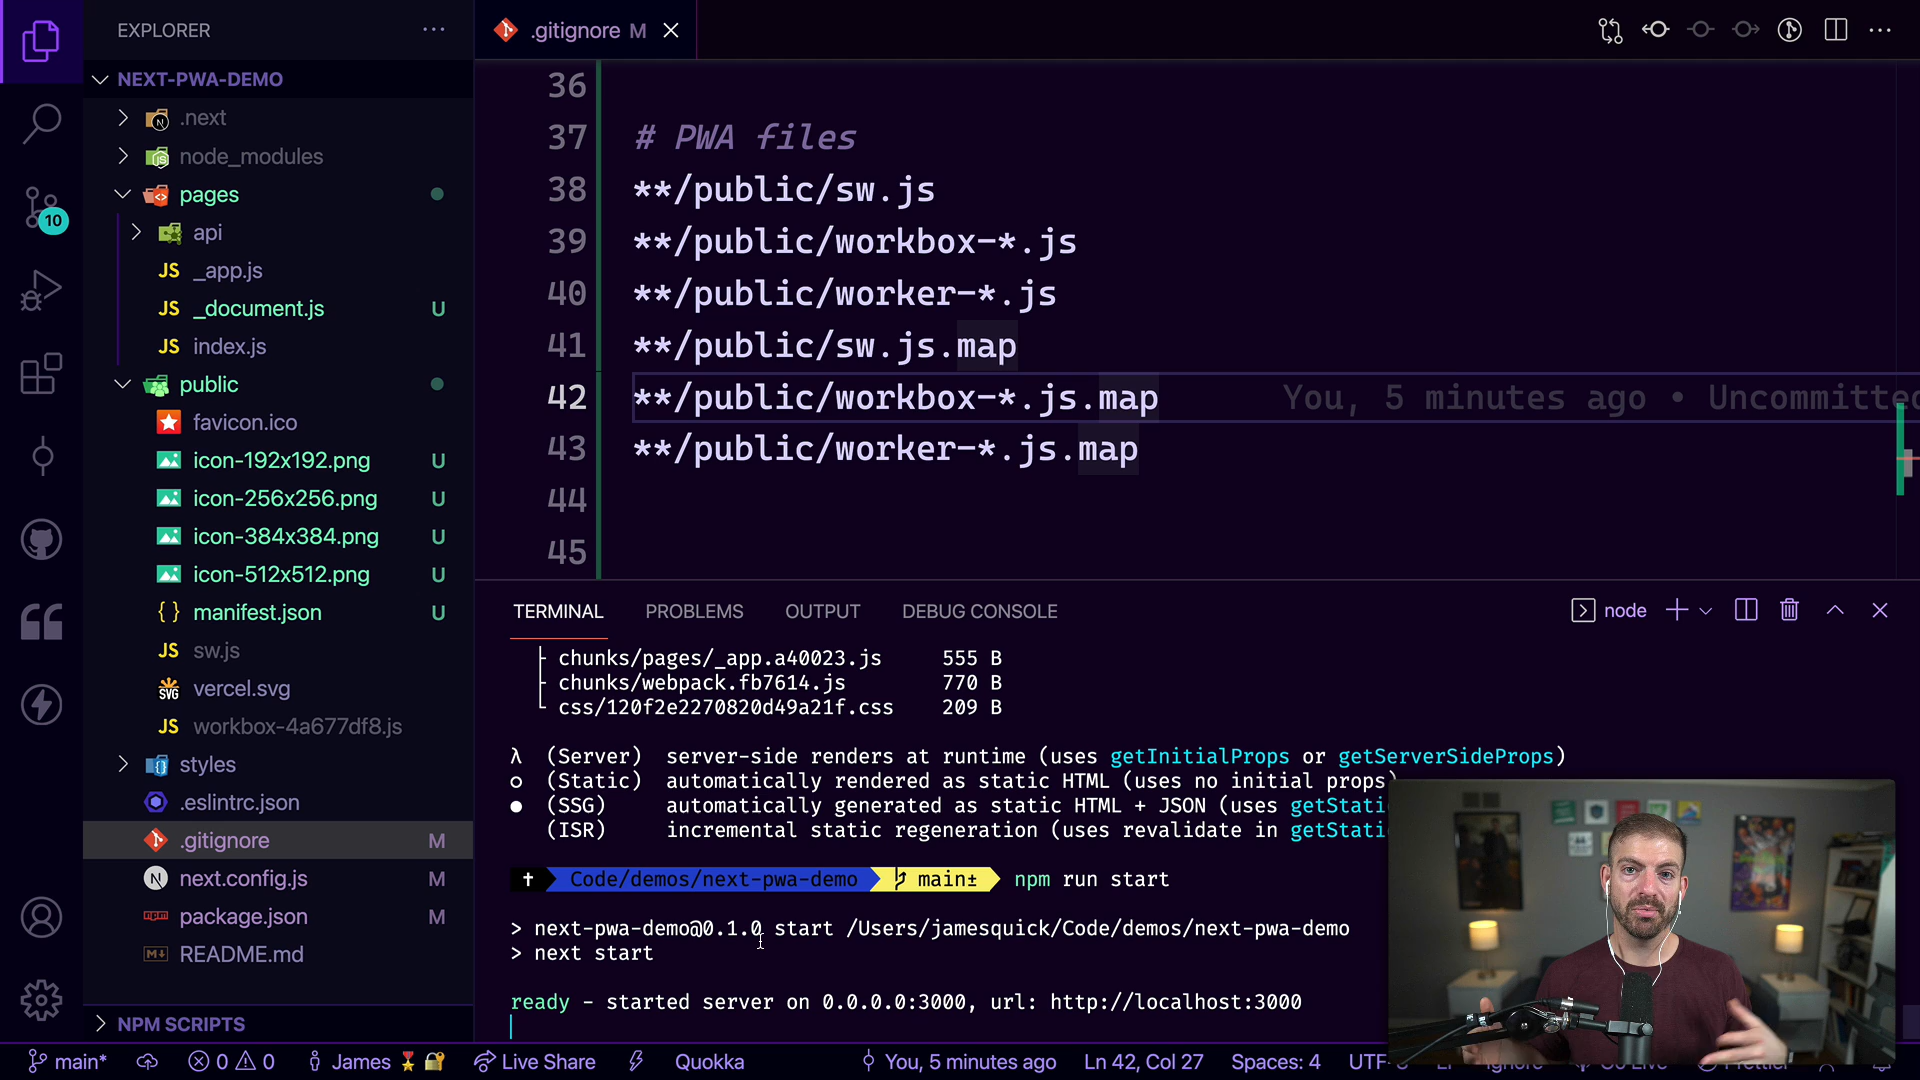 EXPLORER
NEXT-PWA-DEMO
.next
node_modules
pages
api
JS _app.js
JS _document.js U
JS index.js
public
favicon.ico
icon-192x192.png U
icon-256x256.png U
icon-384x384.png U
icon-512x512.png U
{ } manifest.json U
JS sw.js
SVG vercel.svg
JS workbox-4a677df8.js
styles
.eslintrc.json
.gitignore M
N next.config.js M
npm package.json M
README.md
NPM SCRIPTS
10
.gitignore M
36
37 # PWA files
38 **/public/sw.js
39 **/public/workbox-*.js
40 **/public/worker-*.js
41 **/public/sw.js.map
42 **/public/workbox-*.js.map You, 5 minutes ago • Uncommitted
43 **/public/worker-*.js.map
44
45
TERMINAL PROBLEMS OUTPUT DEBUG CONSOLE node
├ chunks/pages/_app.a40023.js 555 B
├ chunks/webpack.fb7614.js 770 B
└ css/120f2e2270820d49a21f.css 209 B
λ (Server) server-side renders at runtime (uses getInitialProps or getServerSideProps)
○ (Static) automatically rendered as static HTML (uses no initial props)
● (SSG) automatically generated as static HTML + JSON (uses getStati
(ISR) incremental static regeneration (uses revalidate in getStati
Code/demos/next-pwa-demo main± npm run start
> next-pwa-demo@0.1.0 start /Users/jamesquick/Code/demos/next-pwa-demo
> next start
ready - started server on 0.0.0.0:3000, url: http://localhost:3000
main* 0 0 James Live Share Quokka You, 5 minutes ago Ln 42, Col 27 Spaces: 4 UTF-